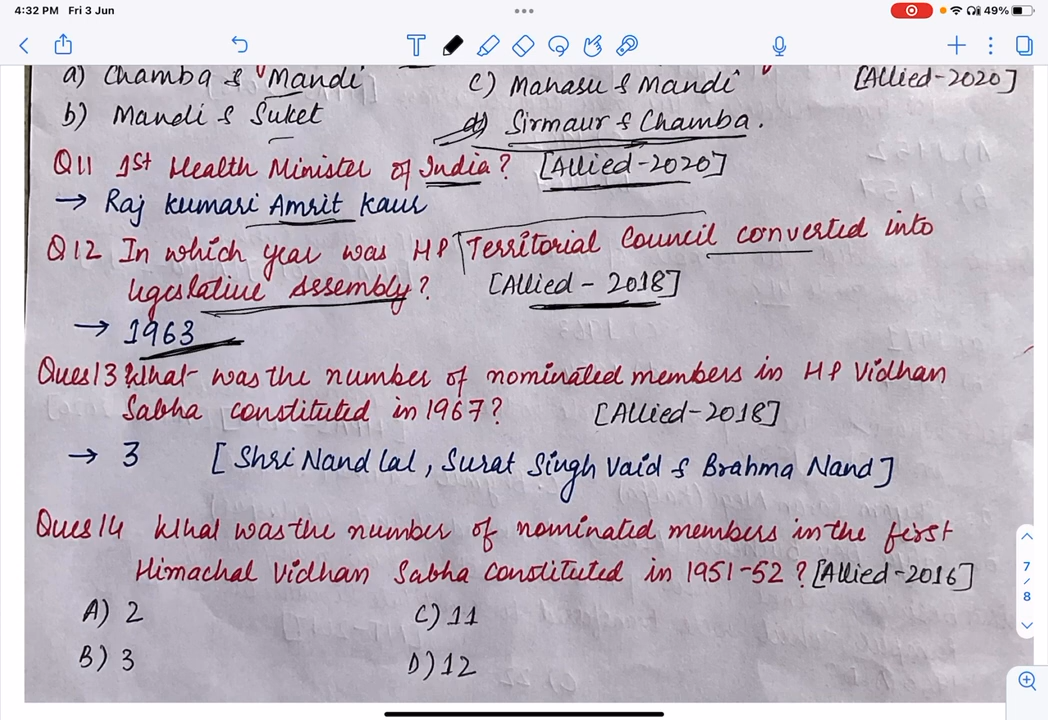 4:32 PM Fri 3 Jun
49%
T
a) Chamba & "Mandi" c) Mahasu & Mandi [Allied-2020]
b) Mandi & Suket d) Sirmaur & Chamba.
Q11 1st Health Minister of India? [Allied-2020]
→ Raj kumari Amrit kaur
Q12 In which year was HP Territorial Council converted into
legislative Assembly? [Allied - 2018]
→ 1963
Ques13 What was the number of nominated members in HP Vidhan
Sabha constituted in 1967? [Allied-2018]
→ 3 [Shri Nand lal, Surat Singh Vaid & Brahma Nand]
Ques 14 What was the number of nominated members in the first
Himachal Vidhan Sabha Constituted in 1951-52? [Allied-2016]
A) 2 C) 11
B) 3 D) 12
7
/
8